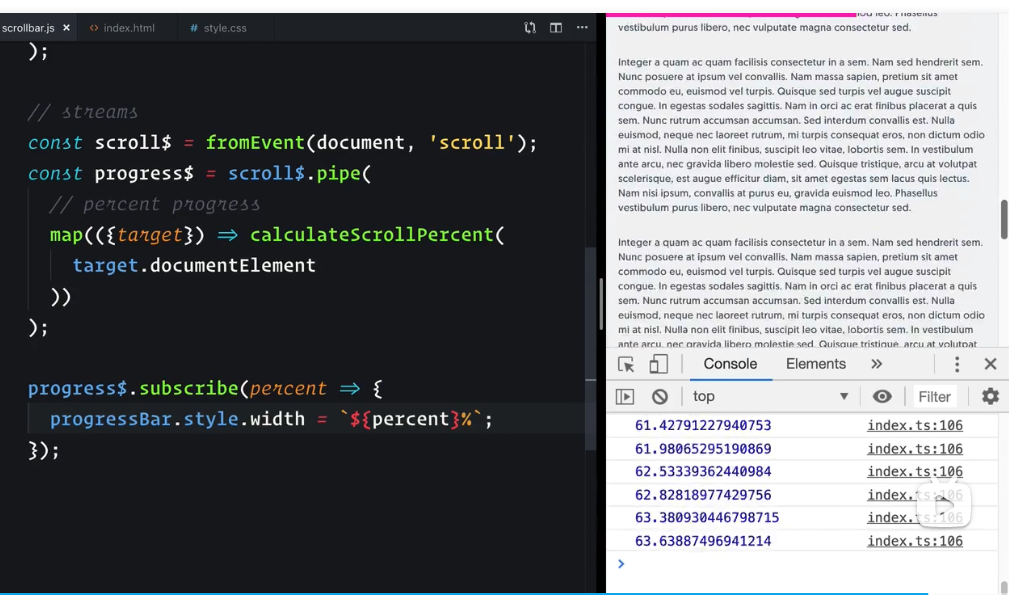 scrollbar.js × <> index.html # style.css
);
// streams
const scroll$ = fromEvent(document, 'scroll');
const progress$ = scroll$.pipe(
// percent progress
map(({target}) => calculateScrollPercent(
target.documentElement
))
);
progress$.subscribe(percent => {
progressBar.style.width = `${percent}%`;
});
vestibulum purus libero, nec vulputate magna consectetur sed.
Integer a quam ac quam facilisis consectetur in a sem. Nam sed hendrerit sem.
Nunc posuere at ipsum vel convallis. Nam massa sapien, pretium sit amet
commodo eu, euismod vel turpis. Quisque sed turpis vel augue suscipit
congue. In egestas sodales sagittis. Nam in orci ac erat finibus placerat a quis
sem. Nunc rutrum accumsan accumsan. Sed interdum convallis est. Nulla
euismod, neque nec laoreet rutrum, mi turpis consequat eros, non dictum odio
mi at nisl. Nulla non elit finibus, suscipit leo vitae, lobortis sem. In vestibulum
ante arcu, nec gravida libero molestie sed. Quisque tristique, arcu at volutpat
scelerisque, est augue efficitur diam, sit amet egestas sem lacus quis lectus.
Nam nisi ipsum, convallis at purus eu, gravida euismod leo. Phasellus
vestibulum purus libero, nec vulputate magna consectetur sed.
Integer a quam ac quam facilisis consectetur in a sem. Nam sed hendrerit sem.
Nunc posuere at ipsum vel convallis. Nam massa sapien, pretium sit amet
commodo eu, euismod vel turpis. Quisque sed turpis vel augue suscipit
congue. In egestas sodales sagittis. Nam in orci ac erat finibus placerat a quis
sem. Nunc rutrum accumsan accumsan. Sed interdum convallis est. Nulla
euismod, neque nec laoreet rutrum, mi turpis consequat eros, non dictum odio
mi at nisl. Nulla non elit finibus, suscipit leo vitae, lobortis sem. In vestibulum
ante arcu, nec gravida libero molestie sed. Quisque tristique, arcu at volutpat
Console Elements
top Filter
61.42791227940753 index.ts:106
61.98065295190869 index.ts:106
62.53339362440984 index.ts:106
62.82818977429756 index.ts:106
63.380930446798715 index.ts:106
63.63887496941214 index.ts:106